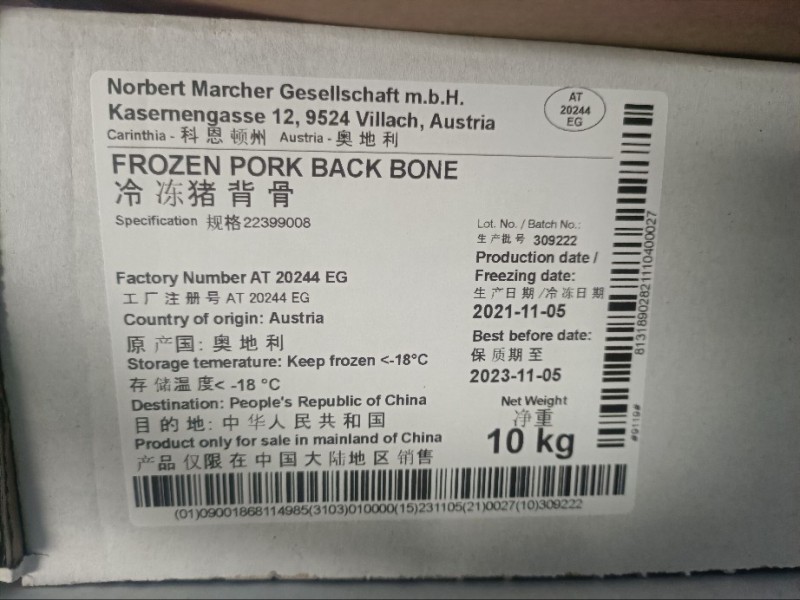 Norbert Marcher Gesellschaft m.b.H.
Kasernengasse 12, 9524 Villach, Austria
Carinthia - 科恩顿州 Austria - 奥地利
AT
20244
EG
FROZEN PORK BACK BONE
冷冻猪背骨
Specification 规格22399008
Lot. No. / Batch No.:
生产批号 309222
Production date /
Freezing date:
生产日期/冷冻日期
2021-11-05
Best before date:
保质期至
2023-11-05
Net Weight
净重
10 kg
Factory Number AT 20244 EG
工厂注册号 AT 20244 EG
Country of origin: Austria
原产国: 奥地利
Storage temerature: Keep frozen <-18°C
存储温度< -18 °C
Destination: People's Republic of China
目的地: 中华人民共和国
Product only for sale in mainland of China
产品仅限在中国大陆地区销售
(01)09001868114985(3103)010000(15)231105(21)0027(10)309222
81318902821110400027
#9119#